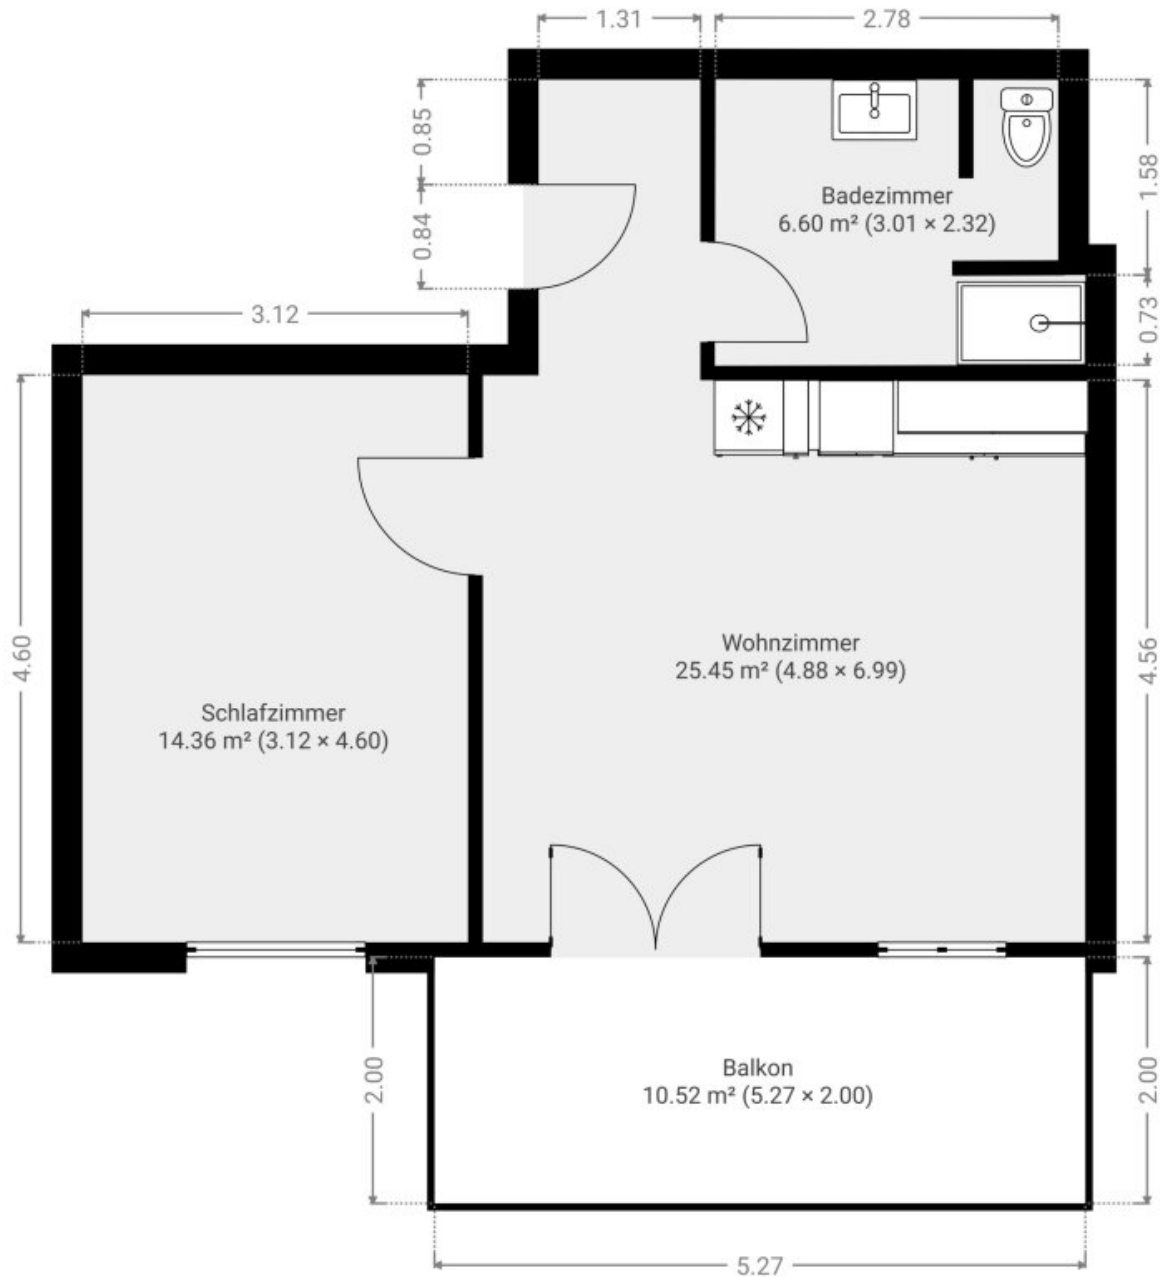 1.31
2.78
0.85
0.84
1.58
0.73
Badezimmer
6.60 m² (3.01 × 2.32)
3.12
4.60
4.56
Wohnzimmer
25.45 m² (4.88 × 6.99)
Schlafzimmer
14.36 m² (3.12 × 4.60)
2.00
2.00
Balkon
10.52 m² (5.27 × 2.00)
5.27